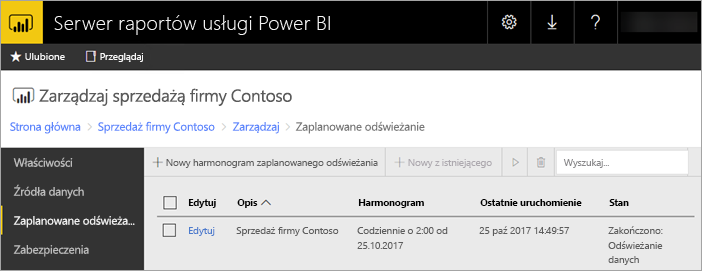 Serwer raportów usługi Power BI
?
Ulubione Przeglądaj
Zarządzaj sprzedażą firmy Contoso
Strona główna > Sprzedaż firmy Contoso > Zarządzaj > Zaplanowane odświeżanie
Właściwości
Źródła danych
Zaplanowane odświeża...
Zabezpieczenia
+ Nowy harmonogram zaplanowanego odświeżania + Nowy z istniejącego Wyszukaj...
Edytuj Opis Harmonogram Ostatnie uruchomienie Stan
Edytuj Sprzedaż firmy Contoso Codziennie o 2:00 od 25 paź 2017 14:49:57 Zakończono:
25.10.2017 Odświeżanie
danych